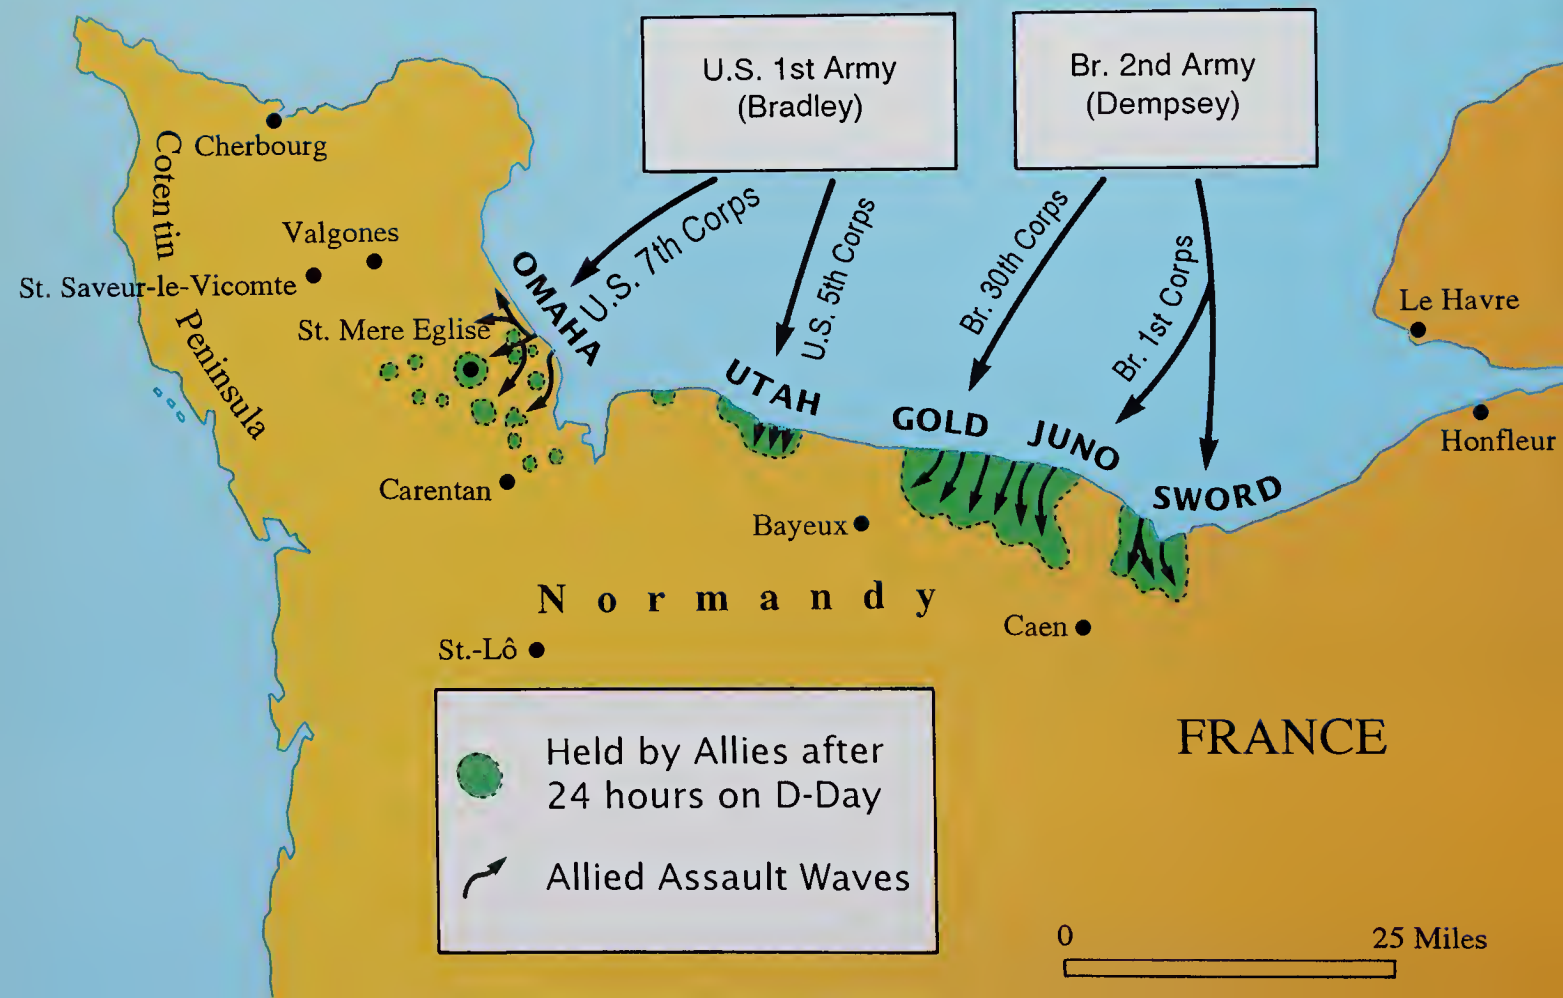 U.S. 1st Army
(Bradley)
Br. 2nd Army
(Dempsey)
Cherbourg
Cotentin
Peninsula
Valgones
St. Saveur-le-Vicomte
St. Mere Eglise
OMAHA
U.S. 7th Corps
U.S. 5th Corps
Br. 30th Corps
Br. 1st Corps
Le Havre
UTAH
GOLD
JUNO
SWORD
Honfleur
Carentan
Bayeux
Normandy
Caen
St.-Lô
FRANCE
Held by Allies after
24 hours on D-Day
Allied Assault Waves
0
25 Miles